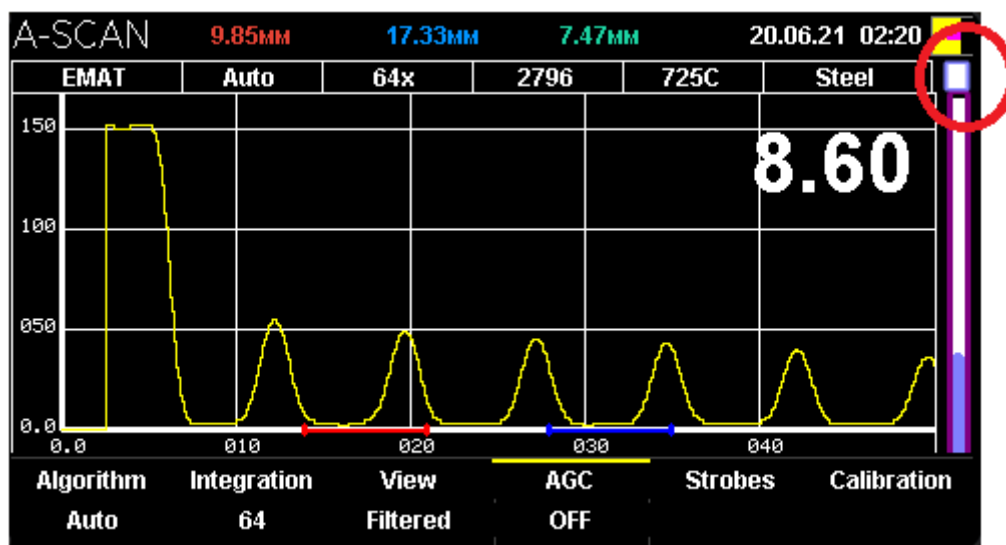 A-SCAN 9.85мм 17.33мм 7.47мм 20.06.21 02:20
EMAT Auto 64x 2796 725C Steel
150
8.60
100
050
0.0
0.0 010 020 030 040
Algorithm Integration View AGC Strobes Calibration
Auto 64 Filtered OFF